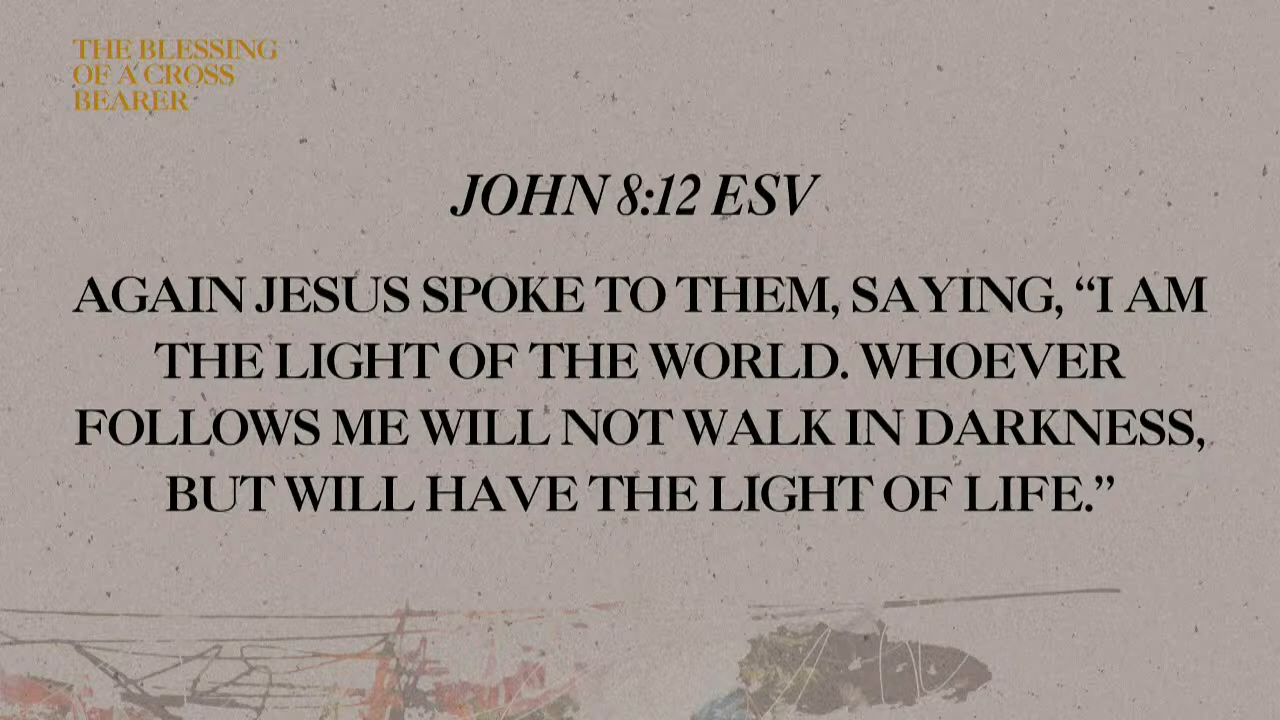 THE BLESSING
OF A CROSS
BEARER
JOHN 8:12 ESV
AGAIN JESUS SPOKE TO THEM, SAYING, “I AM
THE LIGHT OF THE WORLD. WHOEVER
FOLLOWS ME WILL NOT WALK IN DARKNESS,
BUT WILL HAVE THE LIGHT OF LIFE.”